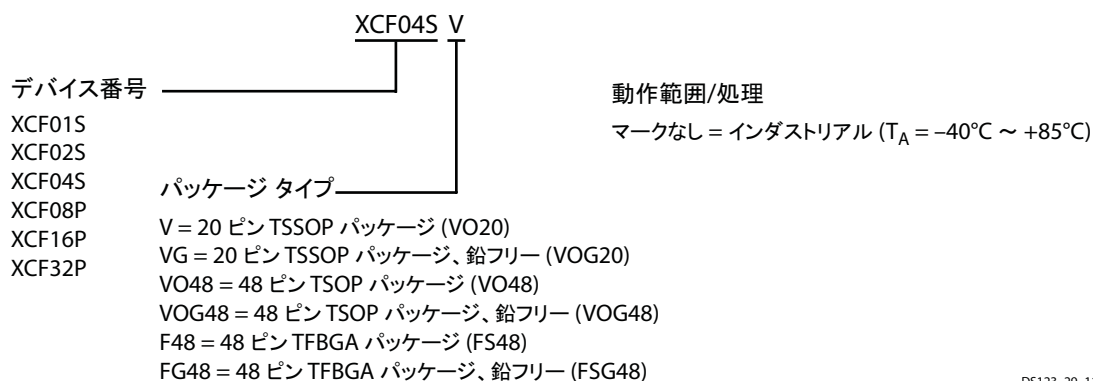 XCF04S V
デバイス番号
XCF01S
XCF02S
XCF04S
XCF08P
XCF16P
XCF32P
パッケージ タイプ
V = 20 ピン TSSOP パッケージ (VO20)
VG = 20 ピン TSSOP パッケージ、鉛フリー (VOG20)
VO48 = 48 ピン TSOP パッケージ (VO48)
VOG48 = 48 ピン TSOP パッケージ、鉛フリー (VOG48)
F48 = 48 ピン TFBGA パッケージ (FS48)
FG48 = 48 ピン TFBGA パッケージ、鉛フリー (FSG48)
動作範囲/処理
マークなし = インダストリアル (TA = –40°C ~ +85°C)